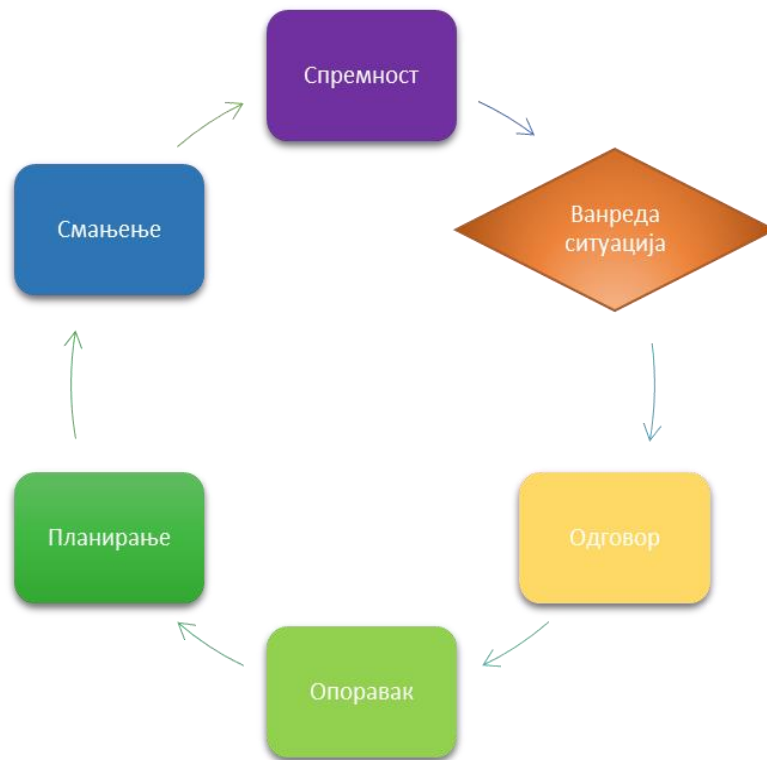 Спремност
Ванреда
ситуација
Одговор
Опоравак
Планирање
Смањење